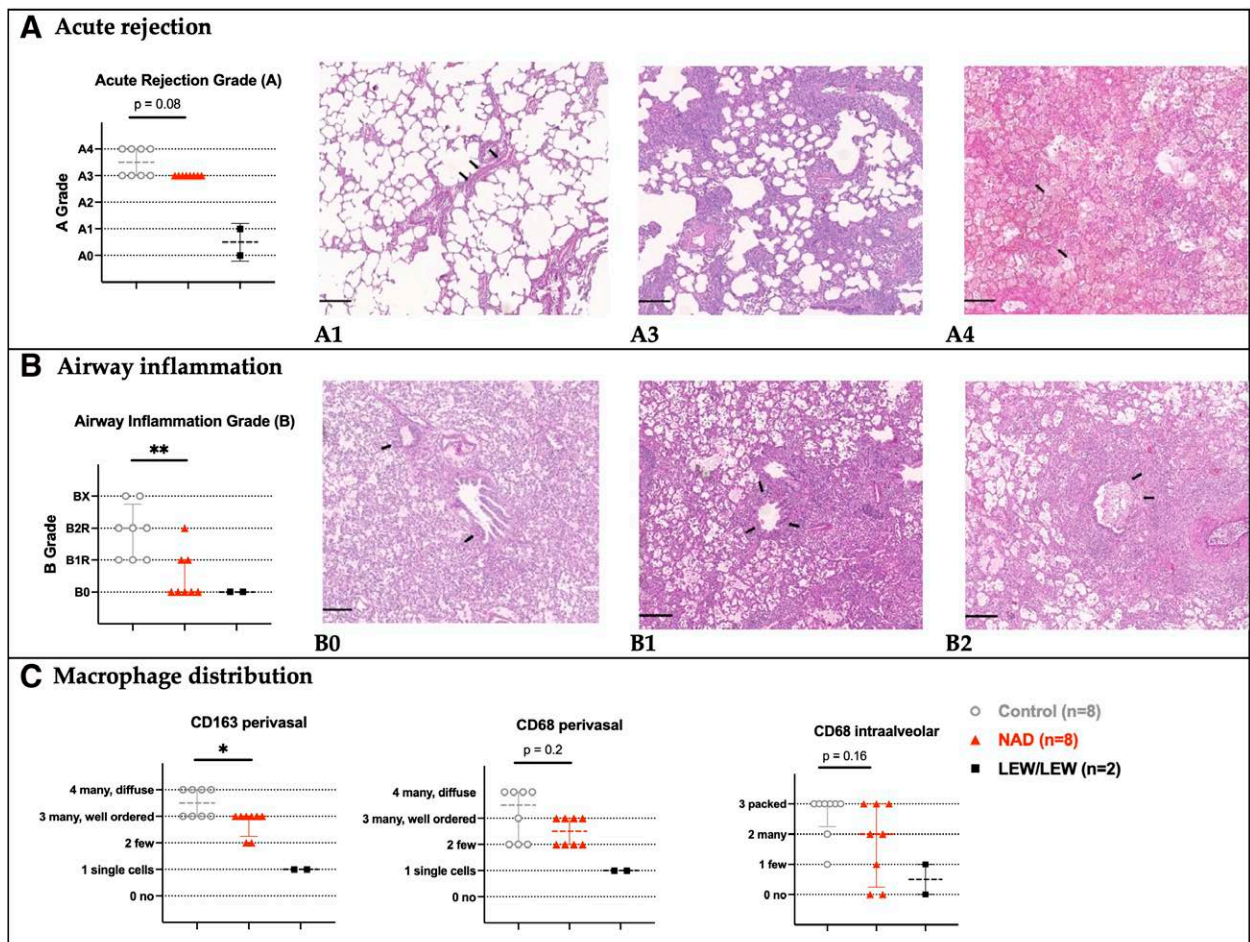 A Acute rejection
Acute Rejection Grade (A)
p = 0.08
A Grade
A4
A3
A2
A1
A0
A1
A3
A4
B Airway inflammation
Airway Inflammation Grade (B)
**
B Grade
BX
B2R
B1R
B0
B0
B1
B2
C Macrophage distribution
CD163 perivasal
*
4 many, diffuse
3 many, well ordered
2 few
1 single cells
0 no
CD68 perivasal
p = 0.2
4 many, diffuse
3 many, well ordered
2 few
1 single cells
0 no
CD68 intraalveolar
p = 0.16
3 packed
2 many
1 few
0 no
Control (n=8)
NAD (n=8)
LEW/LEW (n=2)